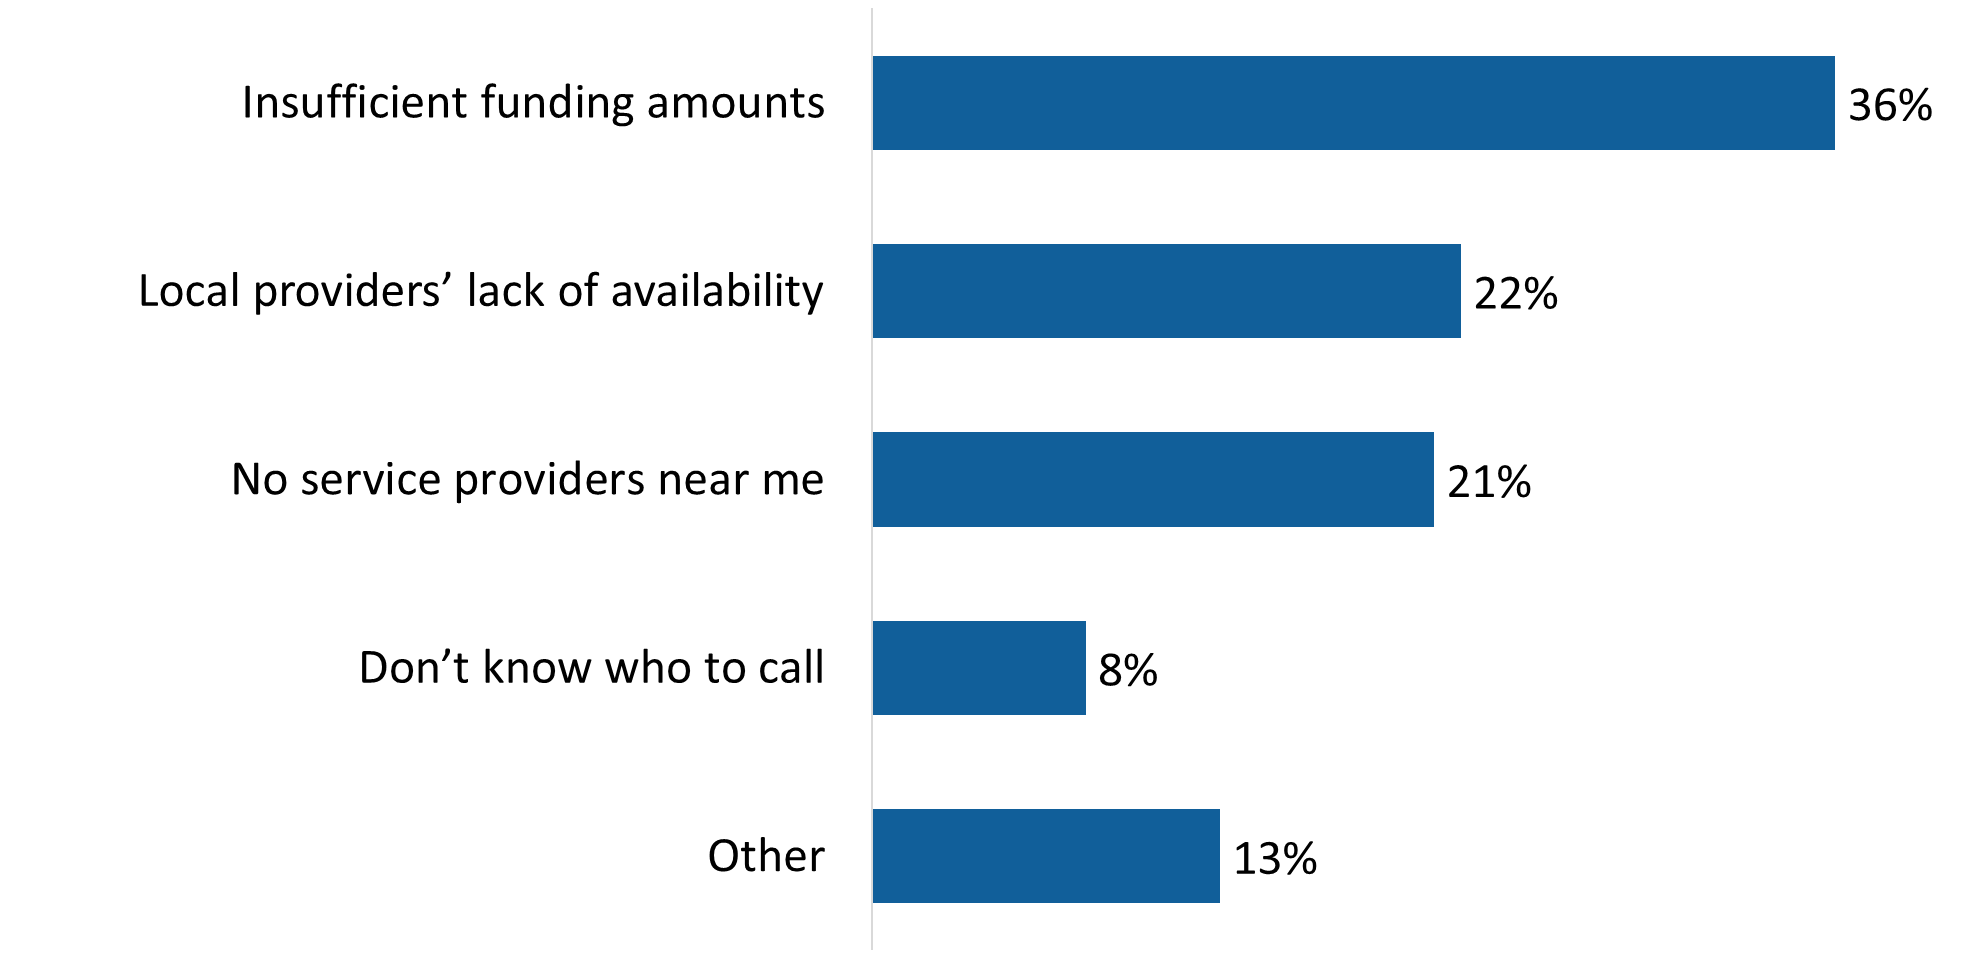 Insufficient funding amounts 36%
Local providers’ lack of availability 22%
No service providers near me 21%
Don’t know who to call 8%
Other 13%